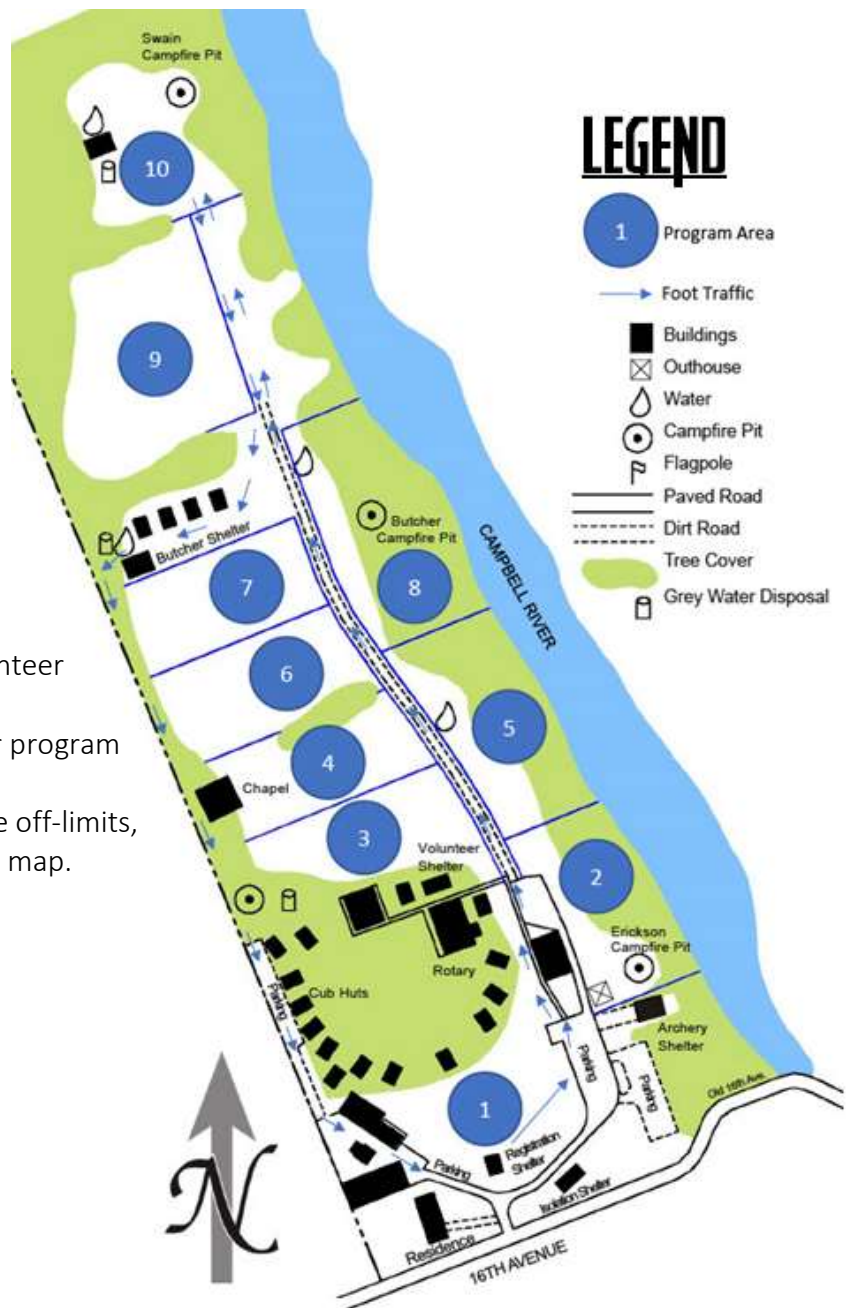 Swain
Campfire Pit
10
9
Butcher Shelter
7
Butcher
Campfire Pit
8
6
5
4
Chapel
3
Volunteer
Shelter
2
Erickson
Campfire Pit
Rotary
Cub Huts
Parking
Archery
Shelter
Parking
Parking
Old 16th Ave.
1
Registration
Shelter
Parking
Isolation Shelter
Residence
16TH AVENUE
N
CAMPBELL RIVER
LEGEND
1 Program Area
Foot Traffic
Buildings
Outhouse
Water
Campfire Pit
Flagpole
Paved Road
Dirt Road
Tree Cover
Grey Water Disposal
program
e off-limits,
map.